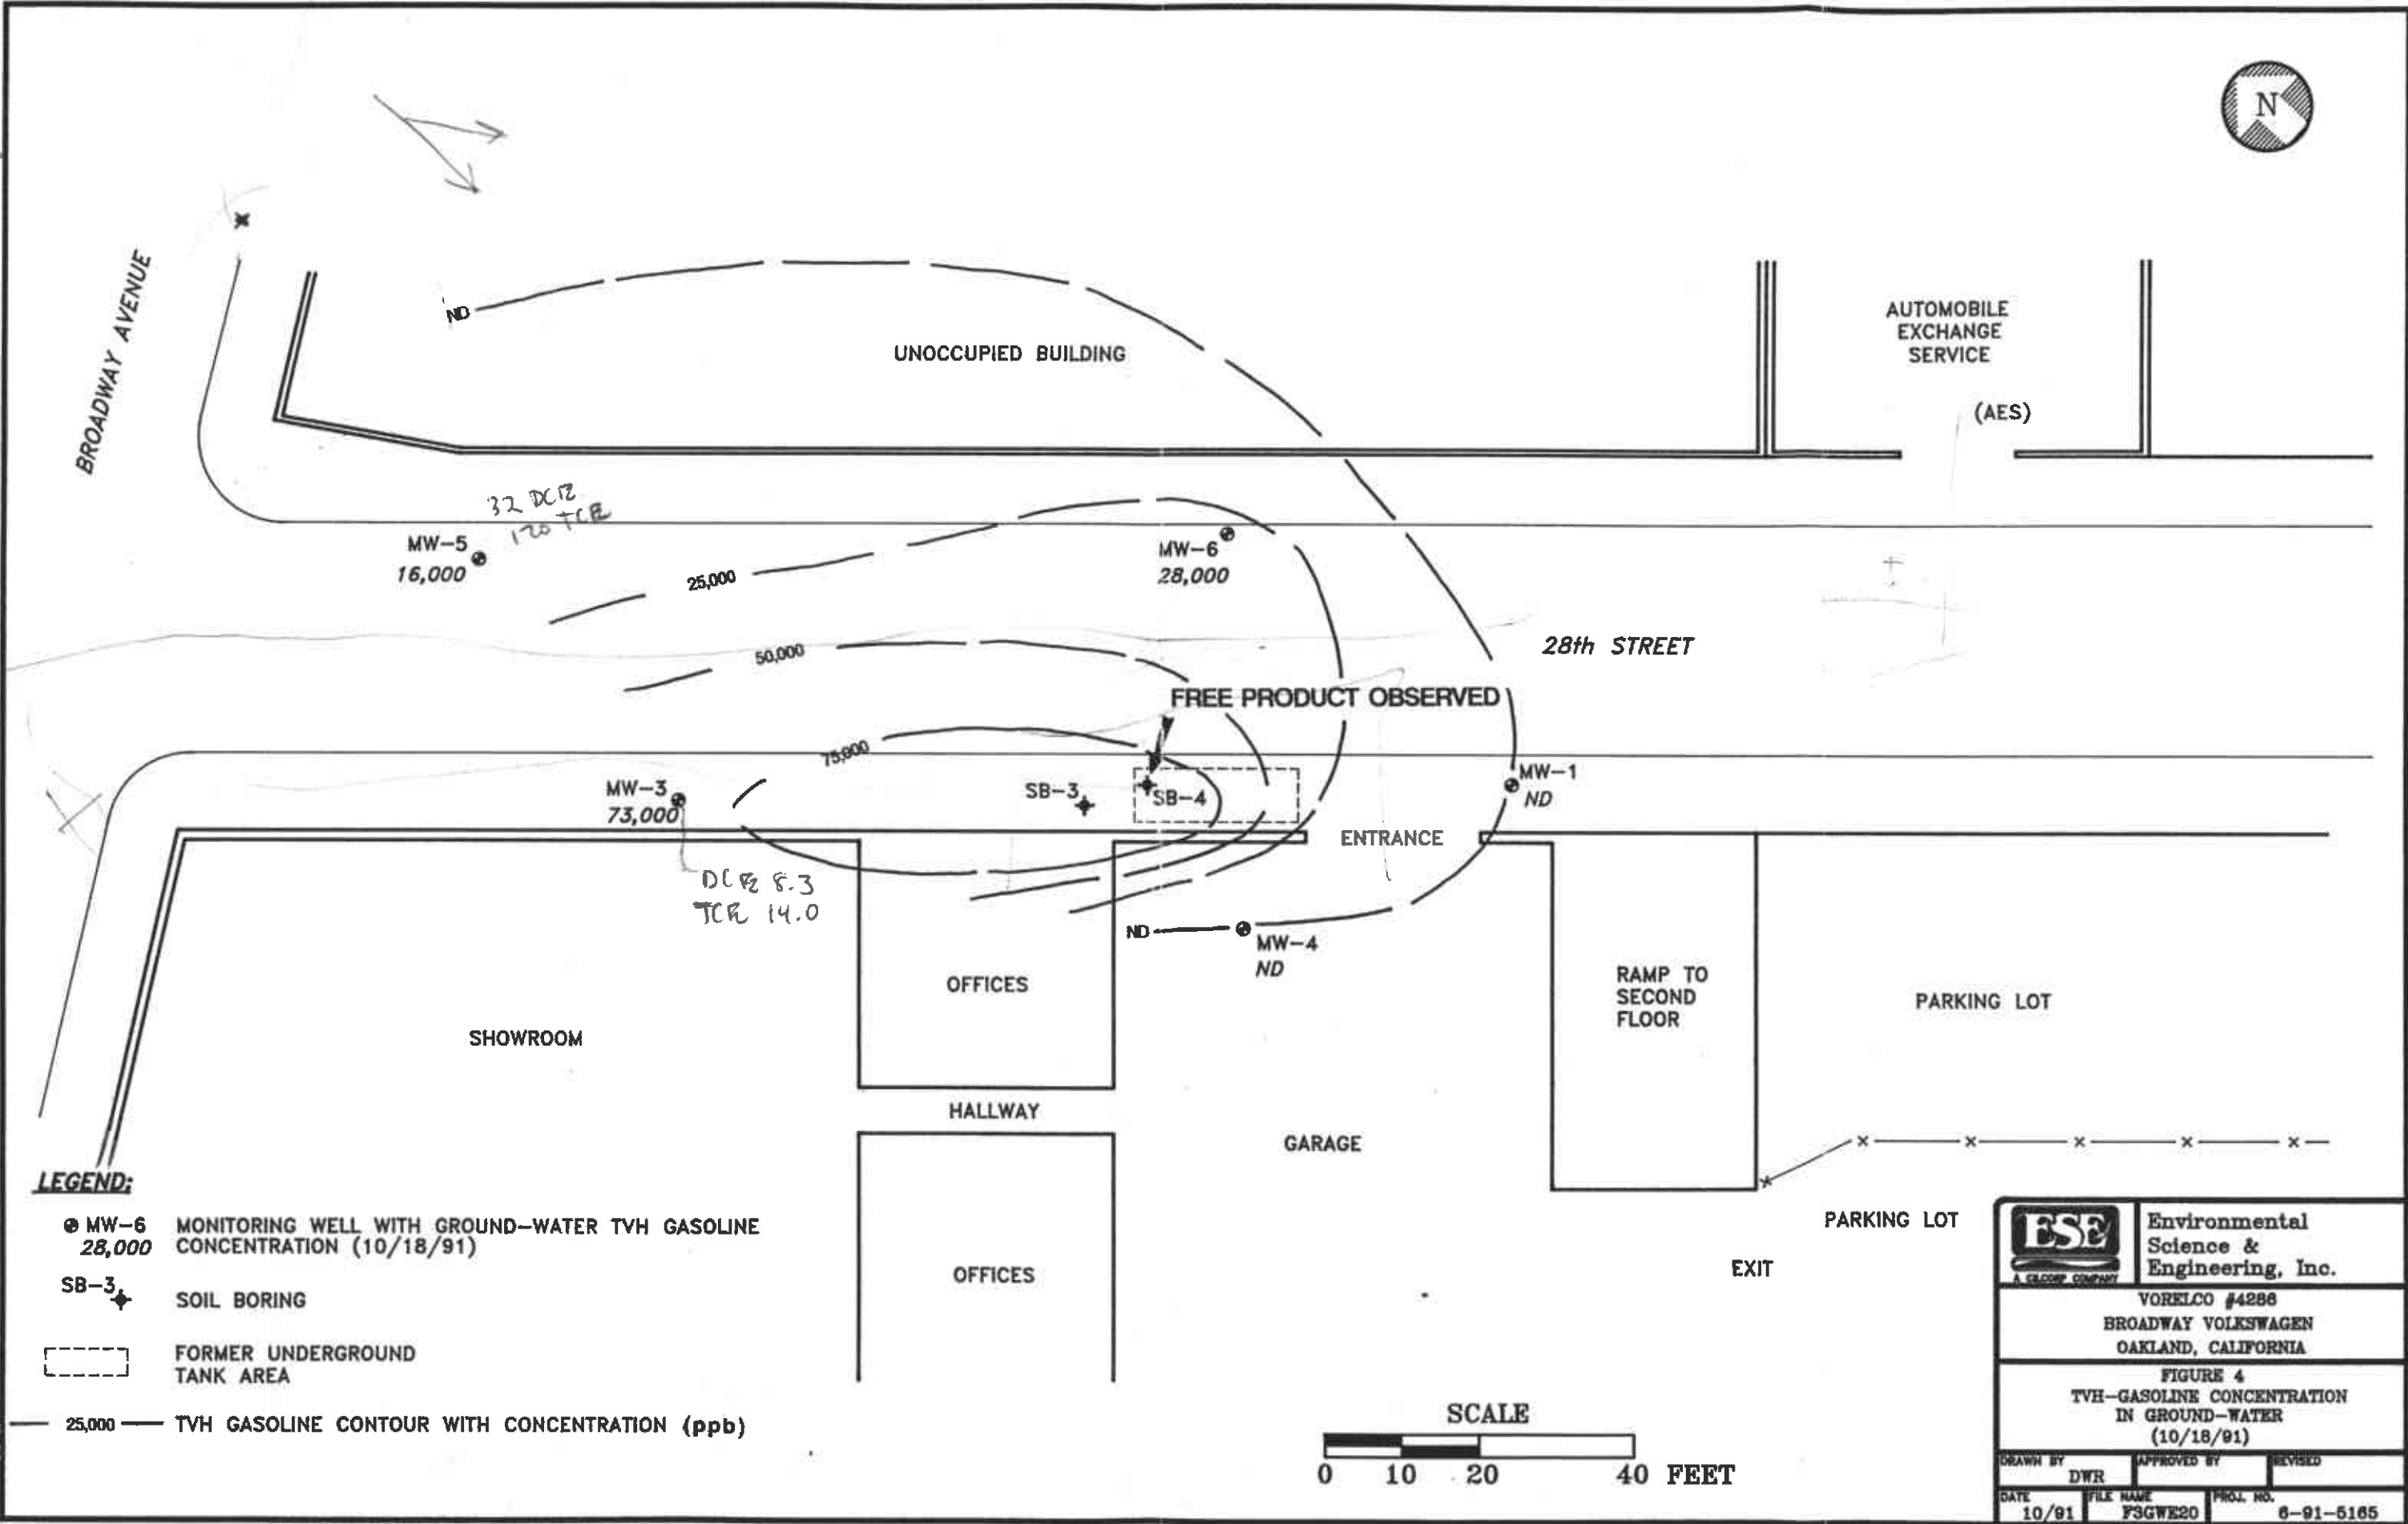 N
BROADWAY AVENUE
ND
UNOCCUPIED BUILDING
AUTOMOBILE
EXCHANGE
SERVICE
(AES)
32 DCE
120 TCE
MW-5
16,000
25,000
MW-6
28,000
50,000
28th STREET
FREE PRODUCT OBSERVED
75,000
MW-3
73,000
SB-3
SB-4
MW-1
ND
ENTRANCE
DCE 8.3
TCE 14.0
ND
MW-4
ND
OFFICES
RAMP TO
SECOND
FLOOR
PARKING LOT
SHOWROOM
HALLWAY
GARAGE
LEGEND:
MW-6 MONITORING WELL WITH GROUND-WATER TVH GASOLINE
28,000 CONCENTRATION (10/18/91)
SB-3 SOIL BORING
FORMER UNDERGROUND
TANK AREA
25,000 TVH GASOLINE CONTOUR WITH CONCENTRATION (ppb)
OFFICES
PARKING LOT
EXIT
SCALE
0 10 20 40 FEET
ESE
A CILCORP COMPANY
Environmental
Science &
Engineering, Inc.
VORELCO #4286
BROADWAY VOLKSWAGEN
OAKLAND, CALIFORNIA
FIGURE 4
TVH-GASOLINE CONCENTRATION
IN GROUND-WATER
(10/18/91)
DRAWN BY
DWR
APPROVED BY
REVISED
DATE
10/91
FILE NAME
FSGWE20
PROJ. NO.
6-91-5165